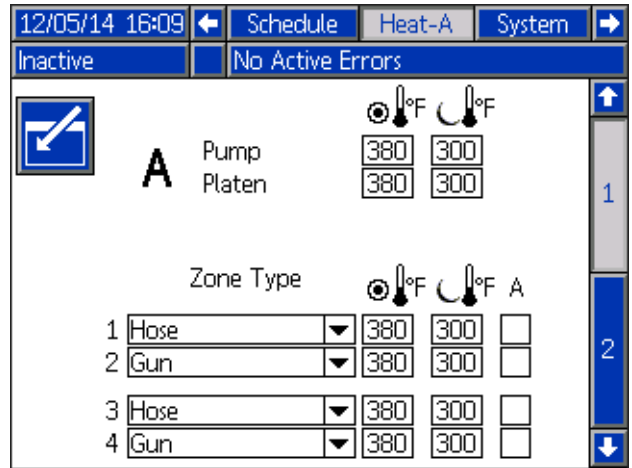 12/05/14 16:09 Schedule Heat-A System
Inactive No Active Errors
°F °F
A Pump 380 300
Platen 380 300
1
Zone Type °F °F A
1 Hose 380 300
2 Gun 380 300
2
3 Hose 380 300
4 Gun 380 300